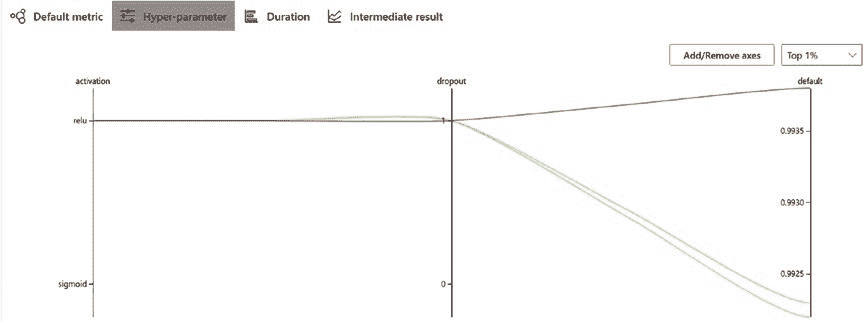 Default metric Hyper-parameter Duration Intermediate result
Add/Remove axes Top 1%
activation dropout default
relu 1
0.9935
0.9930
0.9925
sigmoid 0